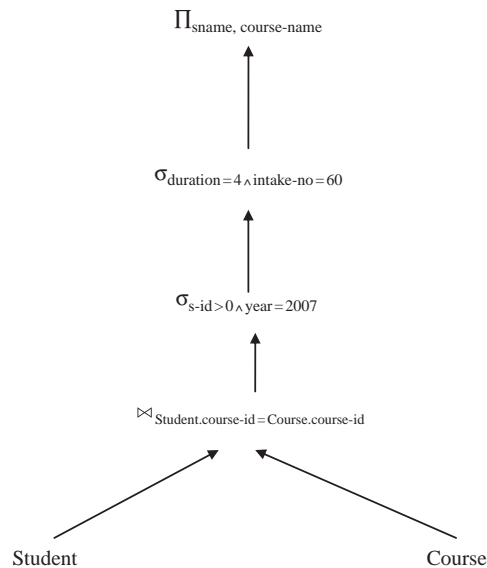 ∏sname, course-name
σduration=4∧intake-no=60
σs-id>0∧year=2007
⋈Student.course-id=Course.course-id
Student Course